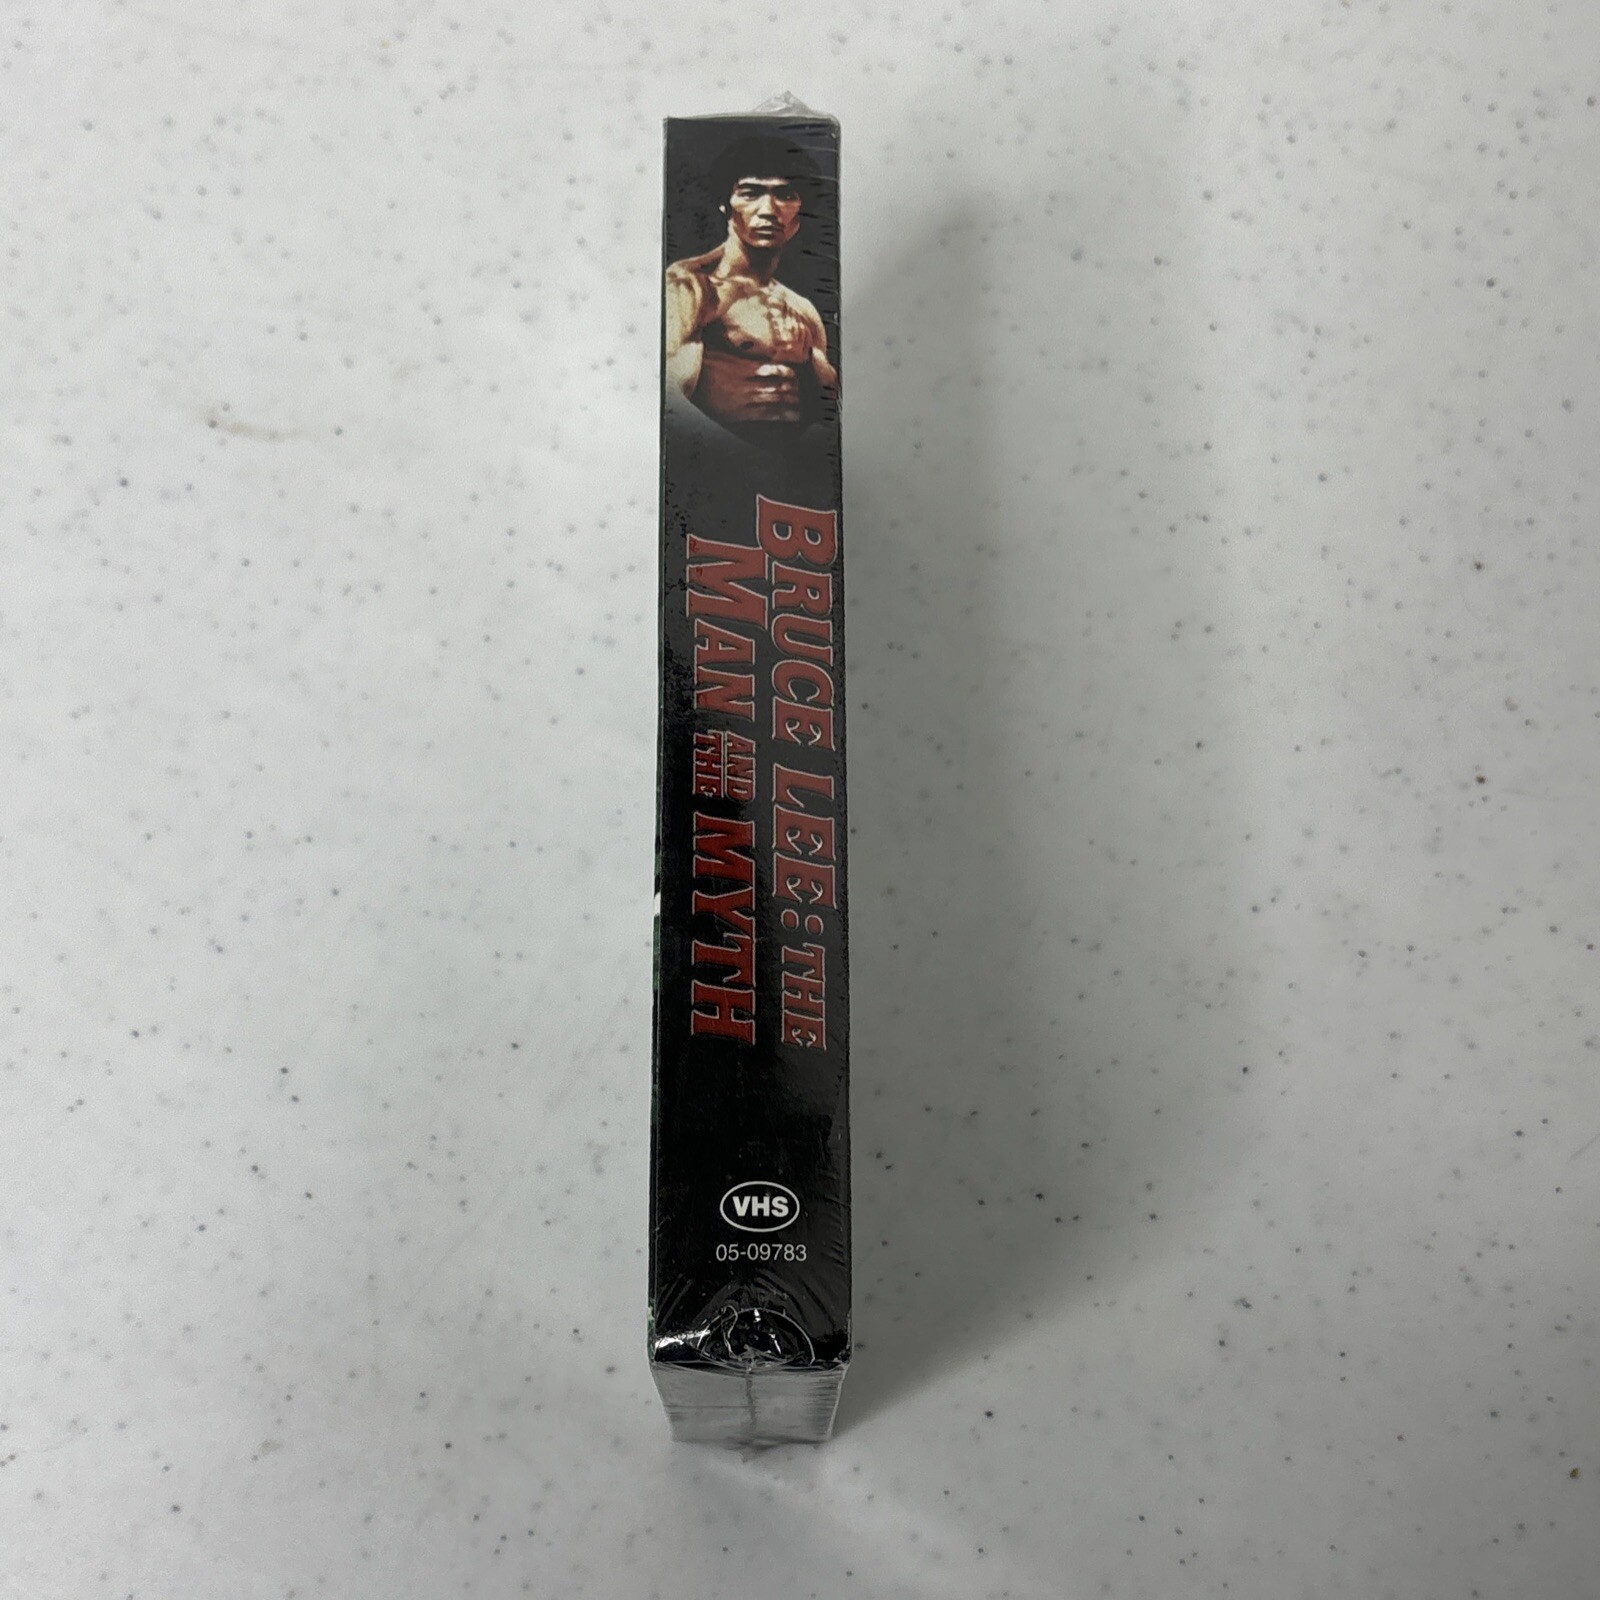 BRUCE LEE: THE
MAN AND THE MYTH
VHS
05-09783